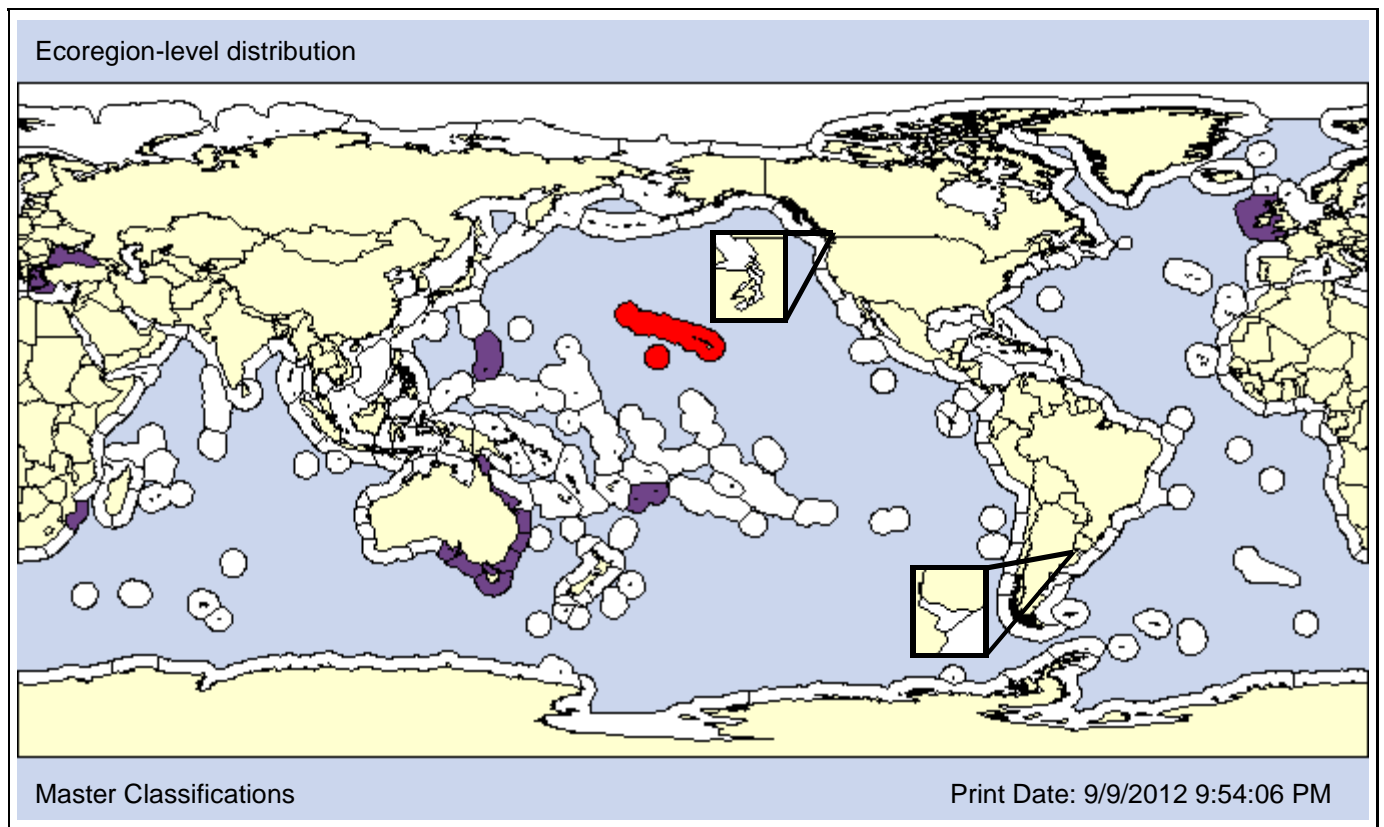 Ecoregion-level distribution
Master Classifications
Print Date: 9/9/2012 9:54:06 PM